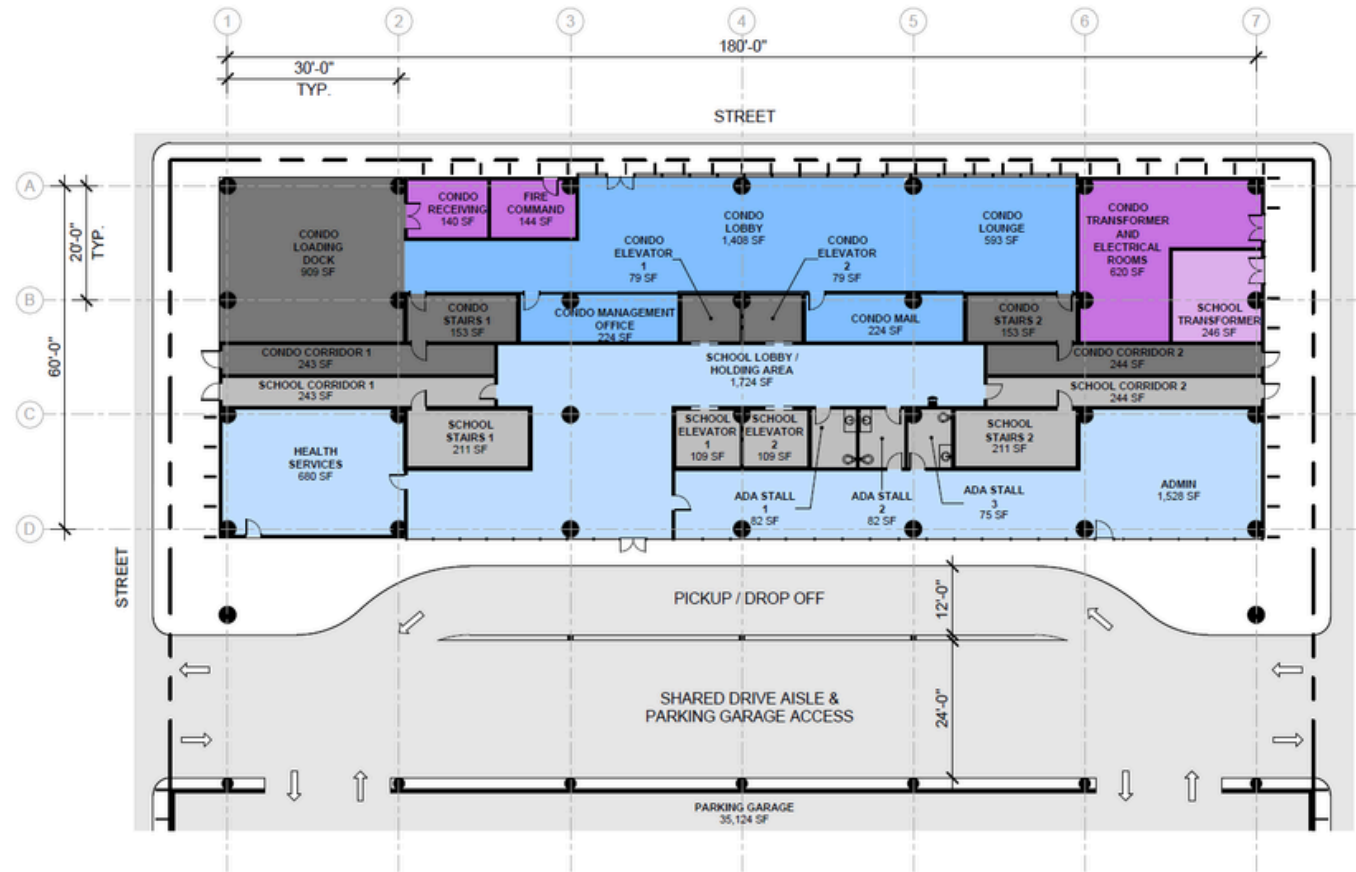 1
2
3
4
5
6
7
180'-0"
30'-0"
TYP.
STREET
A
B
C
D
20'-0"
TYP.
60'-0"
CONDO
LOADING
DOCK
909 SF
CONDO
RECEIVING
140 SF
FIRE
COMMAND
144 SF
CONDO
ELEVATOR
1
79 SF
CONDO
LOBBY
1,408 SF
CONDO
ELEVATOR
2
79 SF
CONDO
LOUNGE
593 SF
CONDO
TRANSFORMER
AND
ELECTRICAL
ROOMS
620 SF
SCHOOL
TRANSFORMER
246 SF
CONDO
STAIRS 1
153 SF
CONDO MANAGEMENT
OFFICE
224 SF
CONDO MAIL
224 SF
CONDO
STAIRS 2
153 SF
CONDO CORRIDOR 1
243 SF
SCHOOL LOBBY /
HOLDING AREA
1,724 SF
CONDO CORRIDOR 2
244 SF
SCHOOL CORRIDOR 1
243 SF
SCHOOL CORRIDOR 2
244 SF
HEALTH
SERVICES
680 SF
SCHOOL
STAIRS 1
211 SF
SCHOOL
ELEVATOR
1
109 SF
SCHOOL
ELEVATOR
2
109 SF
SCHOOL
STAIRS 2
211 SF
ADA STALL
1
82 SF
ADA STALL
2
82 SF
ADA STALL
3
75 SF
ADMIN
1,528 SF
STREET
PICKUP / DROP OFF
12'-0"
SHARED DRIVE AISLE &
PARKING GARAGE ACCESS
24'-0"
PARKING GARAGE
35,124 SF